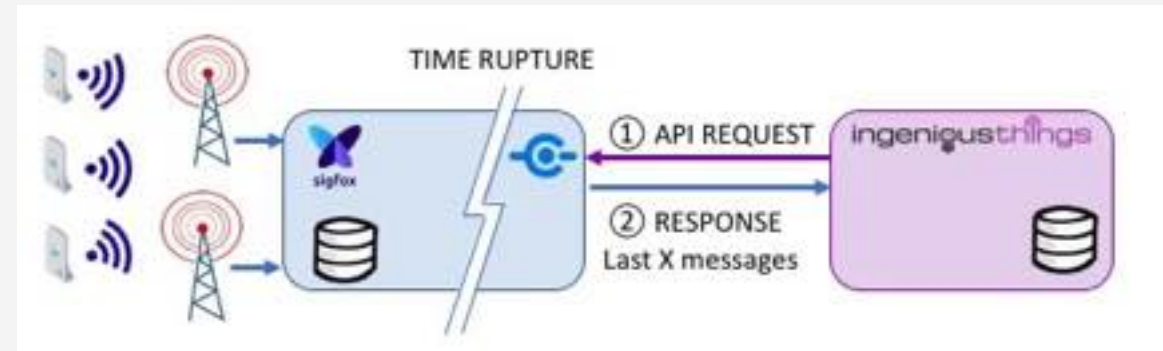 TIME RUPTURE
sigfox
① API REQUEST
② RESPONSE
Last X messages
ingeniousthings